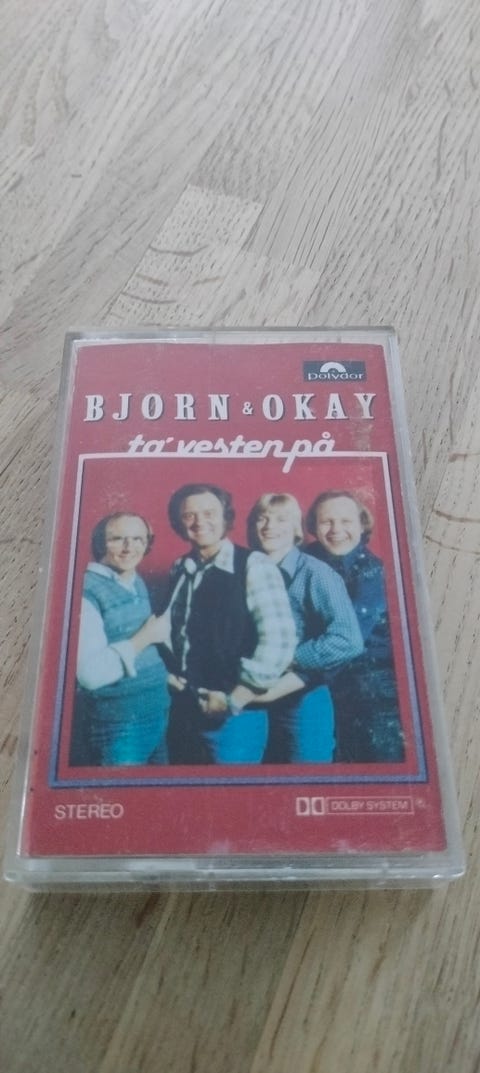 polydor
BJORN & OKAY
ta' vesten på
STEREO
DOLBY SYSTEM